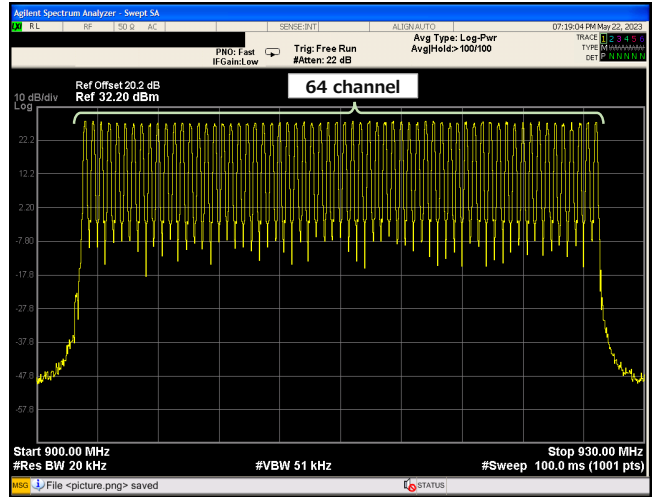 Agilent Spectrum Analyzer - Swept SA
LXI RL RF 50 Ω AC SENSE:INT ALIGNAUTO 07:19:04 PM May 22, 2023
Avg Type: Log-Pwr TRACE 1 2 3 4 5 6
PNO: Fast Trig: Free Run Avg|Hold:> 100/100 TYPE M
IFGain:Low #Atten: 22 dB DET P N N N N N
Ref Offset 20.2 dB
10 dB/div Ref 32.20 dBm
Log
64 channel
22.2
12.2
2.20
-7.80
-17.8
-27.8
-37.8
-47.8
-57.8
Start 900.00 MHz Stop 930.00 MHz
#Res BW 20 kHz #VBW 51 kHz #Sweep 100.0 ms (1001 pts)
MSG File <picture.png> saved STATUS